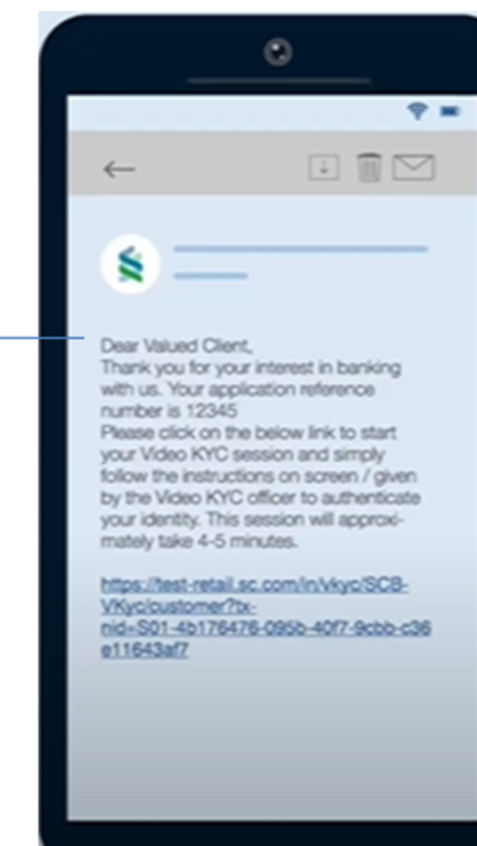 Dear Valued Client,
Thank you for your interest in banking
with us. Your application reference
number is 12345
Please click on the below link to start
your Video KYC session and simply
follow the instructions on screen / given
by the Video KYC officer to authenticate
your identity. This session will approxi-
mately take 4-5 minutes.
https://test-retail.sc.com/in/vkyc/SCB-
VKyc/customer?tx-
nid=S01-4b176476-095b-40f7-9cbb-c36
e11643af7